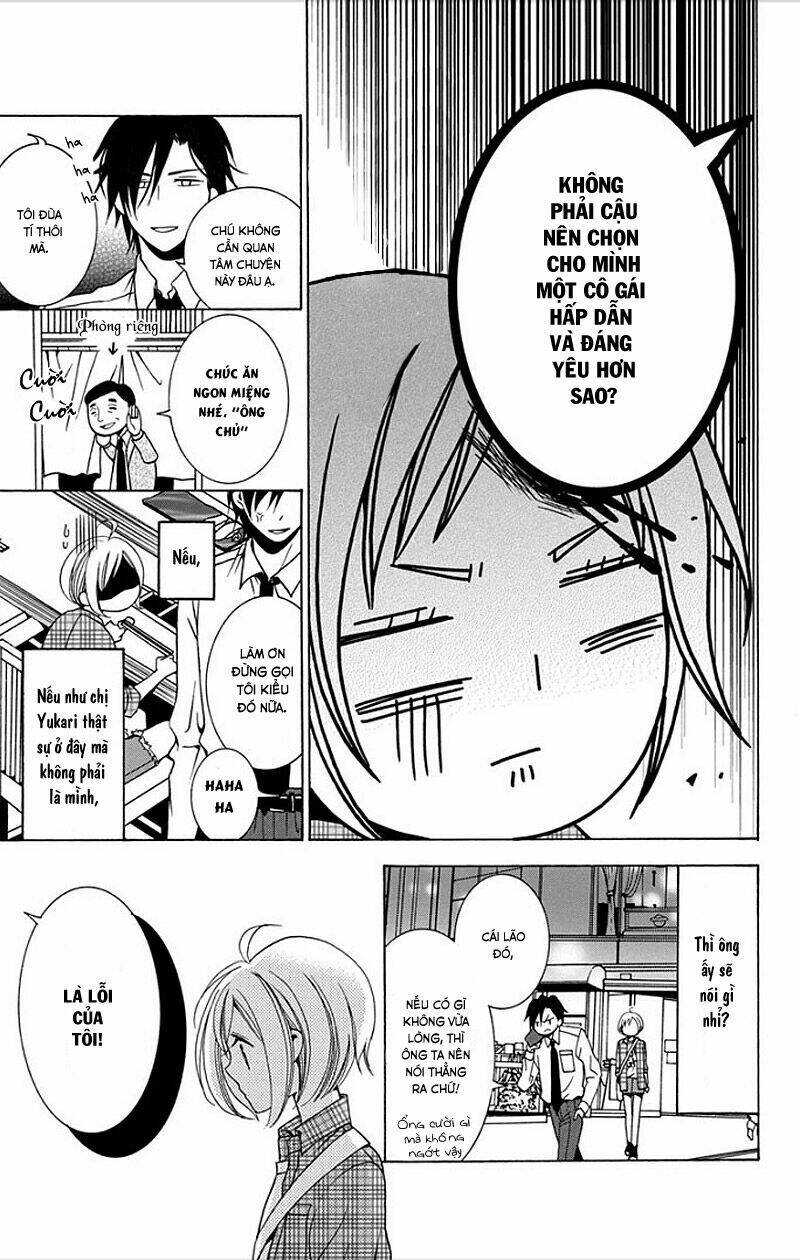 KHÔNG
PHẢI CẬU
NÊN CHỌN
CHO MÌNH
MỘT CÔ GÁI
HẤP DẪN
VÀ ĐÁNG
YÊU HƠN
SAO?
ha
ha
ha
CHÚ KHÔNG
CẦN QUAN
TÂM CHUYỆN
NÀY ĐÂU Ạ.
TÔI ĐÙA
TÍ THÔI
MÀ.
Phòng riêng
Cười
Cười
CHÚC ĂN
NGON MIỆNG
NHÉ, "ÔNG
CHỦ"
Nếu,
LÀM ƠN
ĐỪNG GỌI
TÔI KIỂU
ĐÓ NỮA.
HAHA
HA
Nếu như chị
Yukari thật
sự ở đây mà
không phải
là mình,
Thì ông
ấy sẽ
nói gì
nhỉ?
CÁI LÃO
ĐÓ,
NẾU CÓ GÌ
KHÔNG VỪA
LÒNG, THÌ
ÔNG TA NÊN
NÓI THẲNG
RA CHỨ!
Ổng cười gì
mà không
ngớt vậy
LÀ LỖI
CỦA
TÔI!